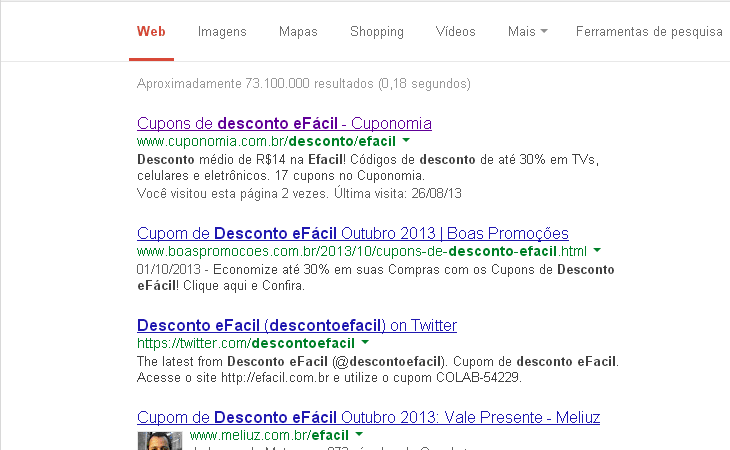 Web Imagens Mapas Shopping Vídeos Mais Ferramentas de pesquisa
Aproximadamente 73.100.000 resultados (0,18 segundos)
Cupons de desconto eFácil - Cuponomia
www.cuponomia.com.br/desconto/efacil
Desconto médio de R$14 na Efacil! Códigos de desconto de até 30% em TVs,
celulares e eletrônicos. 17 cupons no Cuponomia.
Você visitou esta página 2 vezes. Última visita: 26/08/13
Cupom de Desconto eFácil Outubro 2013 | Boas Promoções
www.boaspromocoes.com.br/2013/10/cupons-de-desconto-efacil.html
01/10/2013 - Economize até 30% em suas Compras com os Cupons de Desconto
eFácil! Clique aqui e Confira.
Desconto eFacil (descontoefacil) on Twitter
https://twitter.com/descontoefacil
The latest from Desconto eFacil (@descontoefacil). Cupom de desconto eFacil.
Acesse o site http://efacil.com.br e utilize o cupom COLAB-54229.
Cupom de Desconto eFácil Outubro 2013: Vale Presente - Meliuz
www.meliuz.com.br/efacil